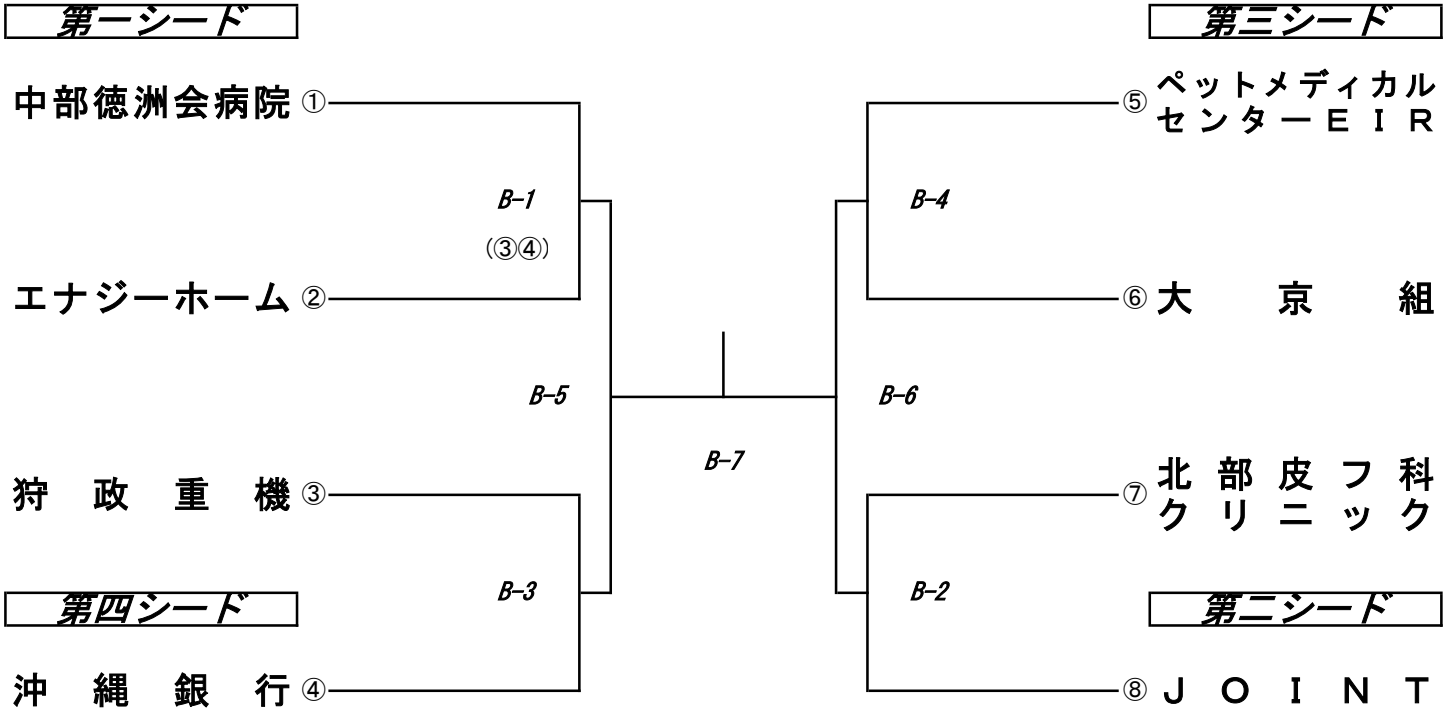 第一シード
中部徳洲会病院 ①
B-1
(③④)
エナジーホーム ②
B-5
狩政重機 ③
B-3
第四シード
沖縄銀行 ④
B-7
第三シード
⑤ ペットメディカル
センターＥＩＲ
B-4
⑥ 大京組
B-6
⑦ 北部皮フ科
クリニック
B-2
第二シード
⑧ ＪＯＩＮＴ